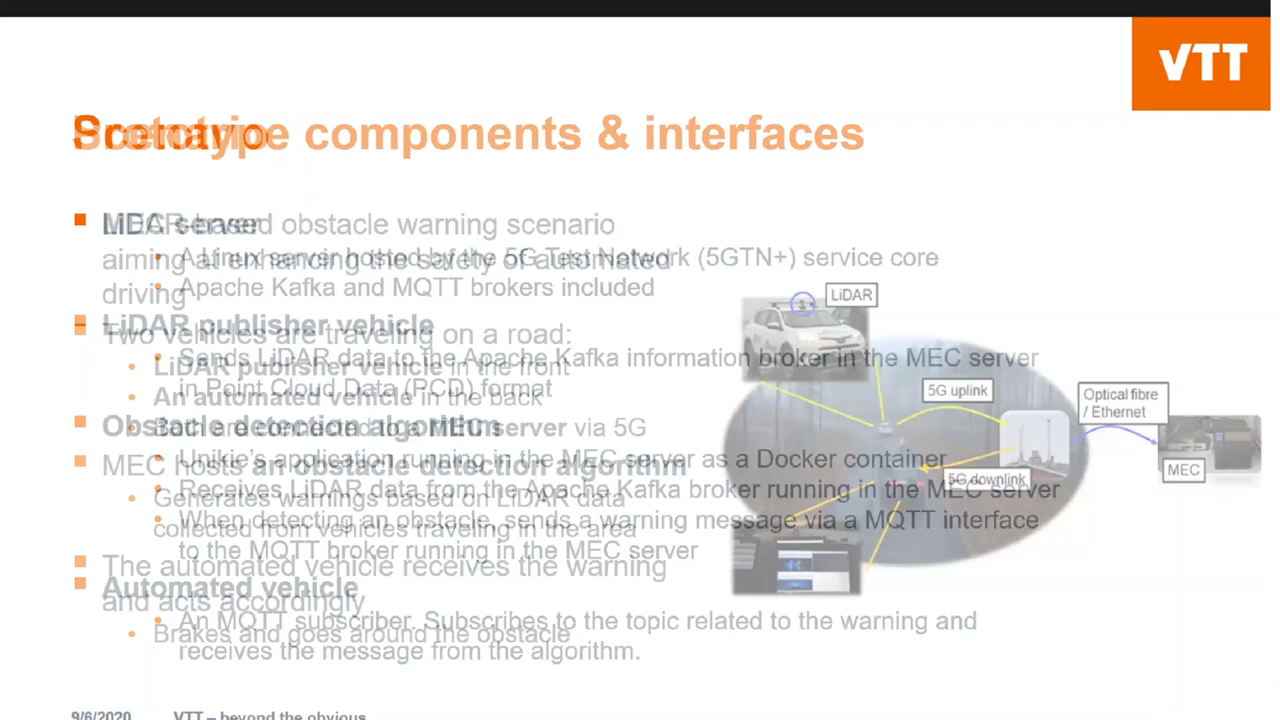 VTT
Scenario
Prototype components & interfaces
MEC-based obstacle warning scenario
aiming at enhancing the safety of automated
driving
Two vehicles are traveling on a road:
LiDAR publisher vehicle in the front
An automated vehicle in the back
Both are connected to a MEC server via 5G
MEC hosts an obstacle detection algorithm
Generates warnings based on LiDAR data
collected from vehicles traveling in the area
The automated vehicle receives the warning
and acts accordingly
Brakes and goes around the obstacle
MEC server
A Linux server hosted by the 5G Test Network (5GTN+) service core
Apache Kafka and MQTT brokers included
LiDAR publisher vehicle
Sends LiDAR data to the Apache Kafka information broker in the MEC server
in Point Cloud Data (PCD) format
Obstacle detection algorithm
Unikie's application running in the MEC server as a Docker container
Receives LiDAR data from the Apache Kafka broker running in the MEC server
When detecting an obstacle, sends a warning message via a MQTT interface
to the MQTT broker running in the MEC server
Automated vehicle
An MQTT subscriber. Subscribes to the topic related to the warning and
receives the message from the algorithm.
LiDAR
5G uplink
Optical fibre
/ Ethernet
5G downlink
MEC
9/6/2020 VTT – beyond the obvious